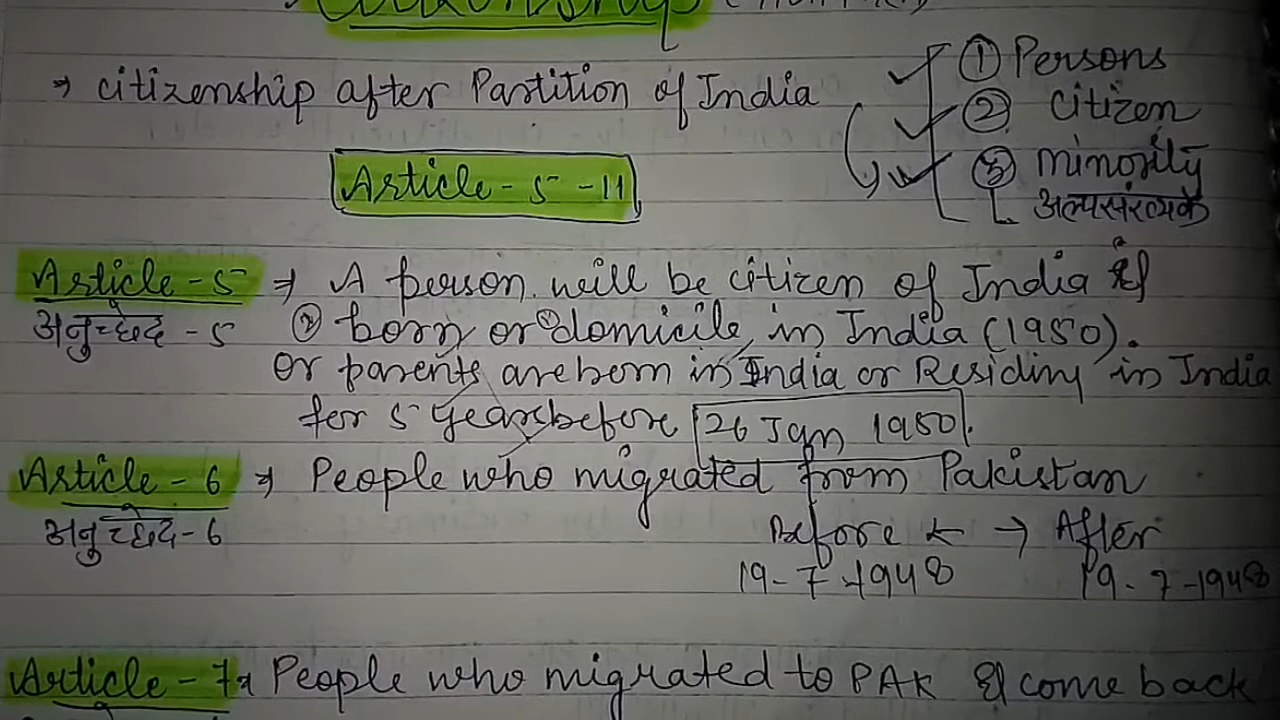 Citizenship
⇒ citizenship after Partition of India
① Persons
② citizen
③ minority
अल्पसंख्यक
Article - 5 - 11
Article - 5 ⇒ A person will be citizen of India if
अनुच्छेद - 5 ② born or ① domicile in India (1950).
or parents are born in India or Residing in India
for 5 years before 26 Jan 1950.
Article - 6 ⇒ People who migrated from Pakistan
अनुच्छेद - 6 Before ← → After
19-7-1948 19-7-1948
Article - 7 ⇒ People who migrated to PAK & come back